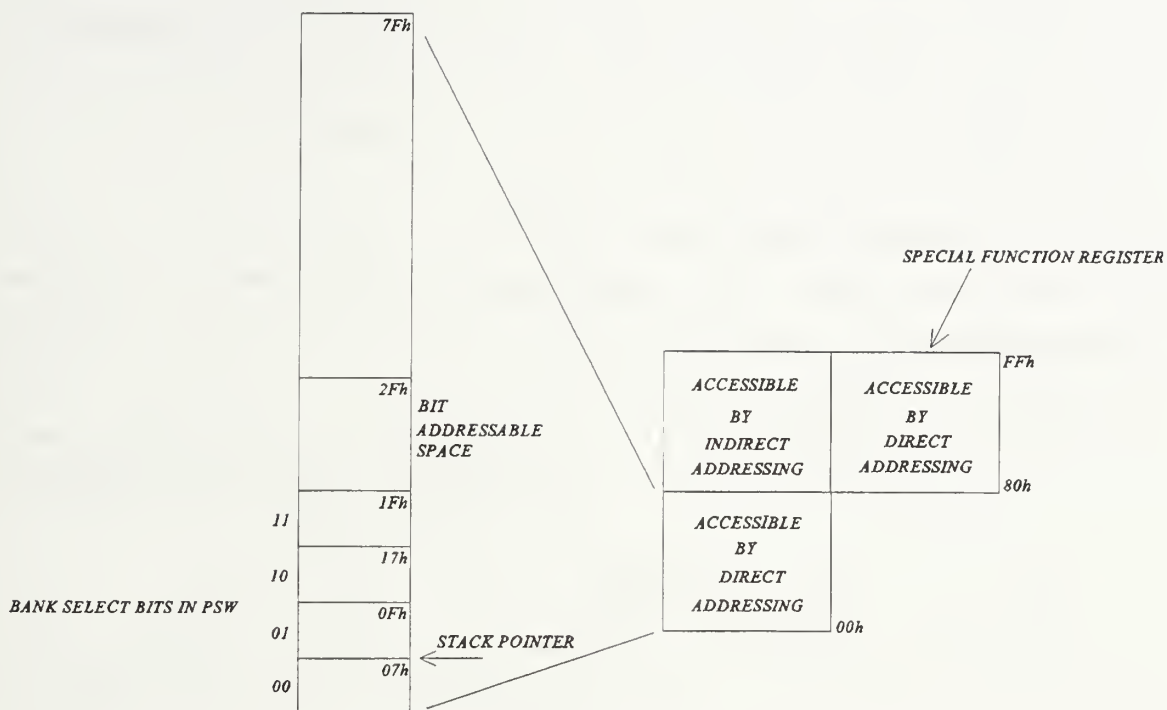 7Fh
2Fh
BIT
ADDRESSABLE
SPACE
1Fh
11
17h
10
BANK SELECT BITS IN PSW
0Fh
01
STACK POINTER
07h
00
SPECIAL FUNCTION REGISTER
FFh
ACCESSIBLE
BY
INDIRECT
ADDRESSING
ACCESSIBLE
BY
DIRECT
ADDRESSING
80h
ACCESSIBLE
BY
DIRECT
ADDRESSING
00h